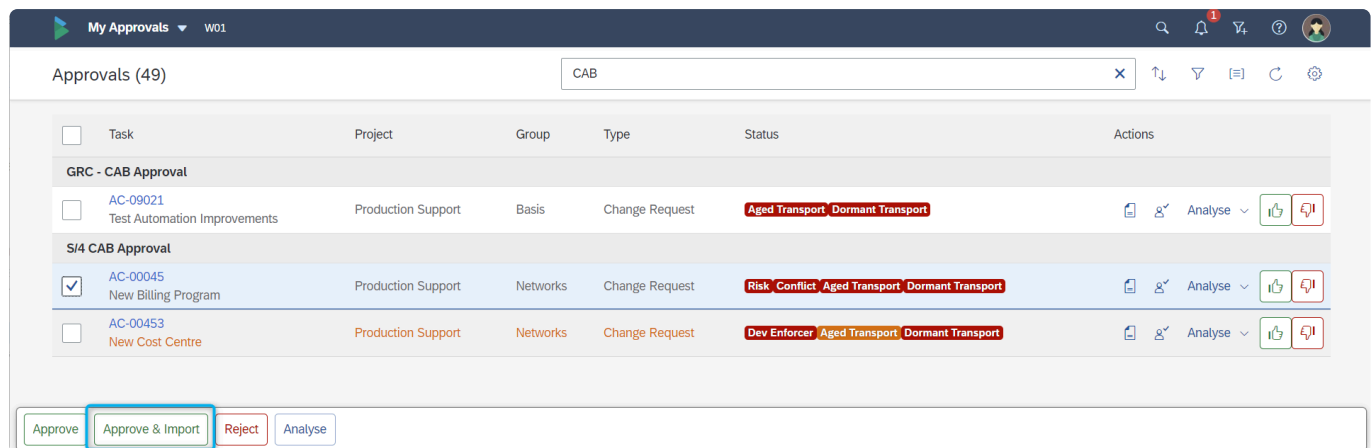 My Approvals W01 1
Approvals (49) CAB
Task Project Group Type Status Actions
GRC - CAB Approval
AC-09021
Test Automation Improvements Production Support Basis Change Request Aged Transport Dormant Transport Analyse
S/4 CAB Approval
AC-00045
New Billing Program Production Support Networks Change Request Risk Conflict Aged Transport Dormant Transport Analyse
AC-00453
New Cost Centre Production Support Networks Change Request Dev Enforcer Aged Transport Dormant Transport Analyse
Approve Approve & Import Reject Analyse